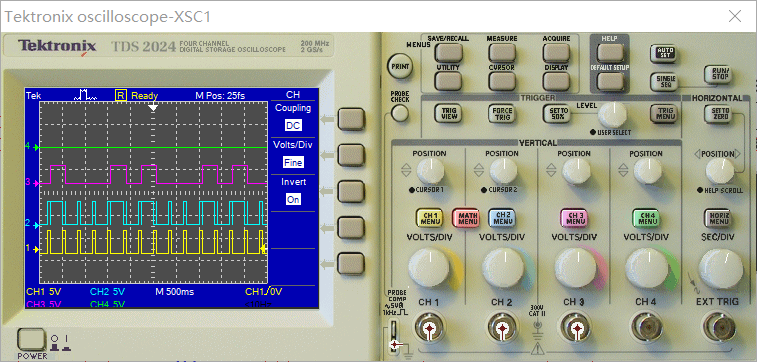 Tektronix oscilloscope-XSC1
Tektronix TDS 2024 FOUR CHANNEL DIGITAL STORAGE OSCILLOSCOPE 200 MHz 2 GS/s
Tek R Ready M Pos: 25fs CH
Coupling
DC
Volts/Div
Fine
Invert
On
4
3
2
1
CH1 5V CH2 5V M 500ms CH1/0V
CH3 5V CH4 5V
POWER
MENUS
SAVE/RECALL MEASURE ACQUIRE HELP
AUTO SET
UTILITY CURSOR DISPLAY DEFAULT SETUP
SINGLE SEQ
RUN/STOP
PRINT
PROBE CHECK
TRIGGER
TRIG VIEW
FORCE TRIG
SET TO 50%
LEVEL
USER SELECT
TRIG MENU
HORIZONTAL
SET TO ZERO
VERTICAL
POSITION POSITION POSITION POSITION POSITION
CURSOR 1 CURSOR 2 HELP SCROLL
CH 1 MENU
MATH MENU
CH 2 MENU
CH 3 MENU
CH 4 MENU
HORIZ MENU
VOLTS/DIV VOLTS/DIV VOLTS/DIV VOLTS/DIV SEC/DIV
PROBE COMP
~5V@
1kHz
CH 1 CH 2 CH 3 CH 4 EXT TRIG
300V CAT II